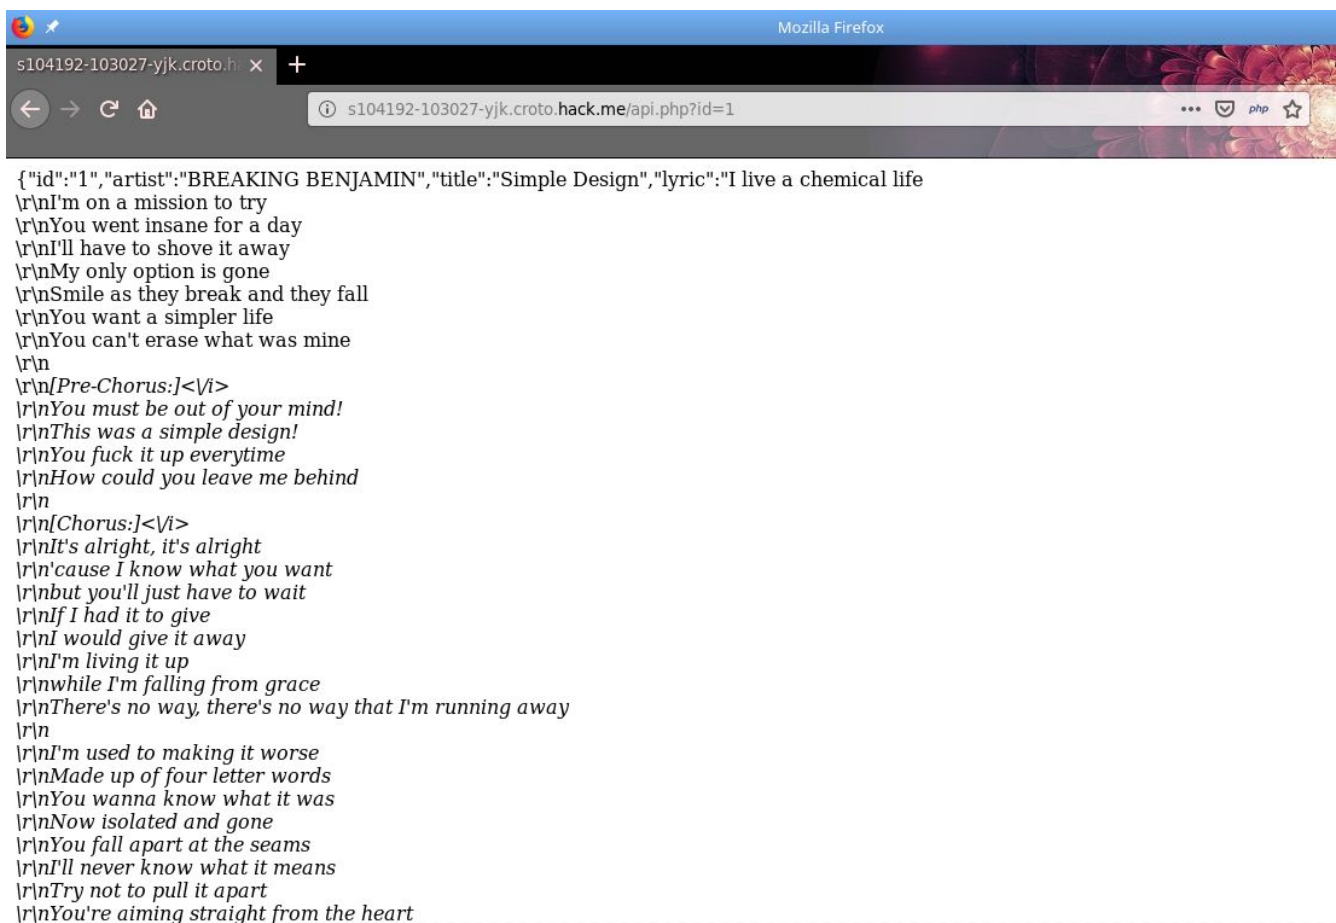 Mozilla Firefox
s104192-103027-yjk.croto.h
s104192-103027-yjk.croto.hack.me/api.php?id=1
php
{"id":"1","artist":"BREAKING BENJAMIN","title":"Simple Design","lyric":"I live a chemical life
\r\nI'm on a mission to try
\r\nYou went insane for a day
\r\nI'll have to shove it away
\r\nMy only option is gone
\r\nSmile as they break and they fall
\r\nYou want a simpler life
\r\nYou can't erase what was mine
\r\n
\r\n[Pre-Chorus:]<\/i>
\r\nYou must be out of your mind!
\r\nThis was a simple design!
\r\nYou fuck it up everytime
\r\nHow could you leave me behind
\r\n
\r\n[Chorus:]<\/i>
\r\nIt's alright, it's alright
\r\n'cause I know what you want
\r\nbut you'll just have to wait
\r\nIf I had it to give
\r\nI would give it away
\r\nI'm living it up
\r\nwhile I'm falling from grace
\r\nThere's no way, there's no way that I'm running away
\r\n
\r\nI'm used to making it worse
\r\nMade up of four letter words
\r\nYou wanna know what it was
\r\nNow isolated and gone
\r\nYou fall apart at the seams
\r\nI'll never know what it means
\r\nTry not to pull it apart
\r\nYou're aiming straight from the heart